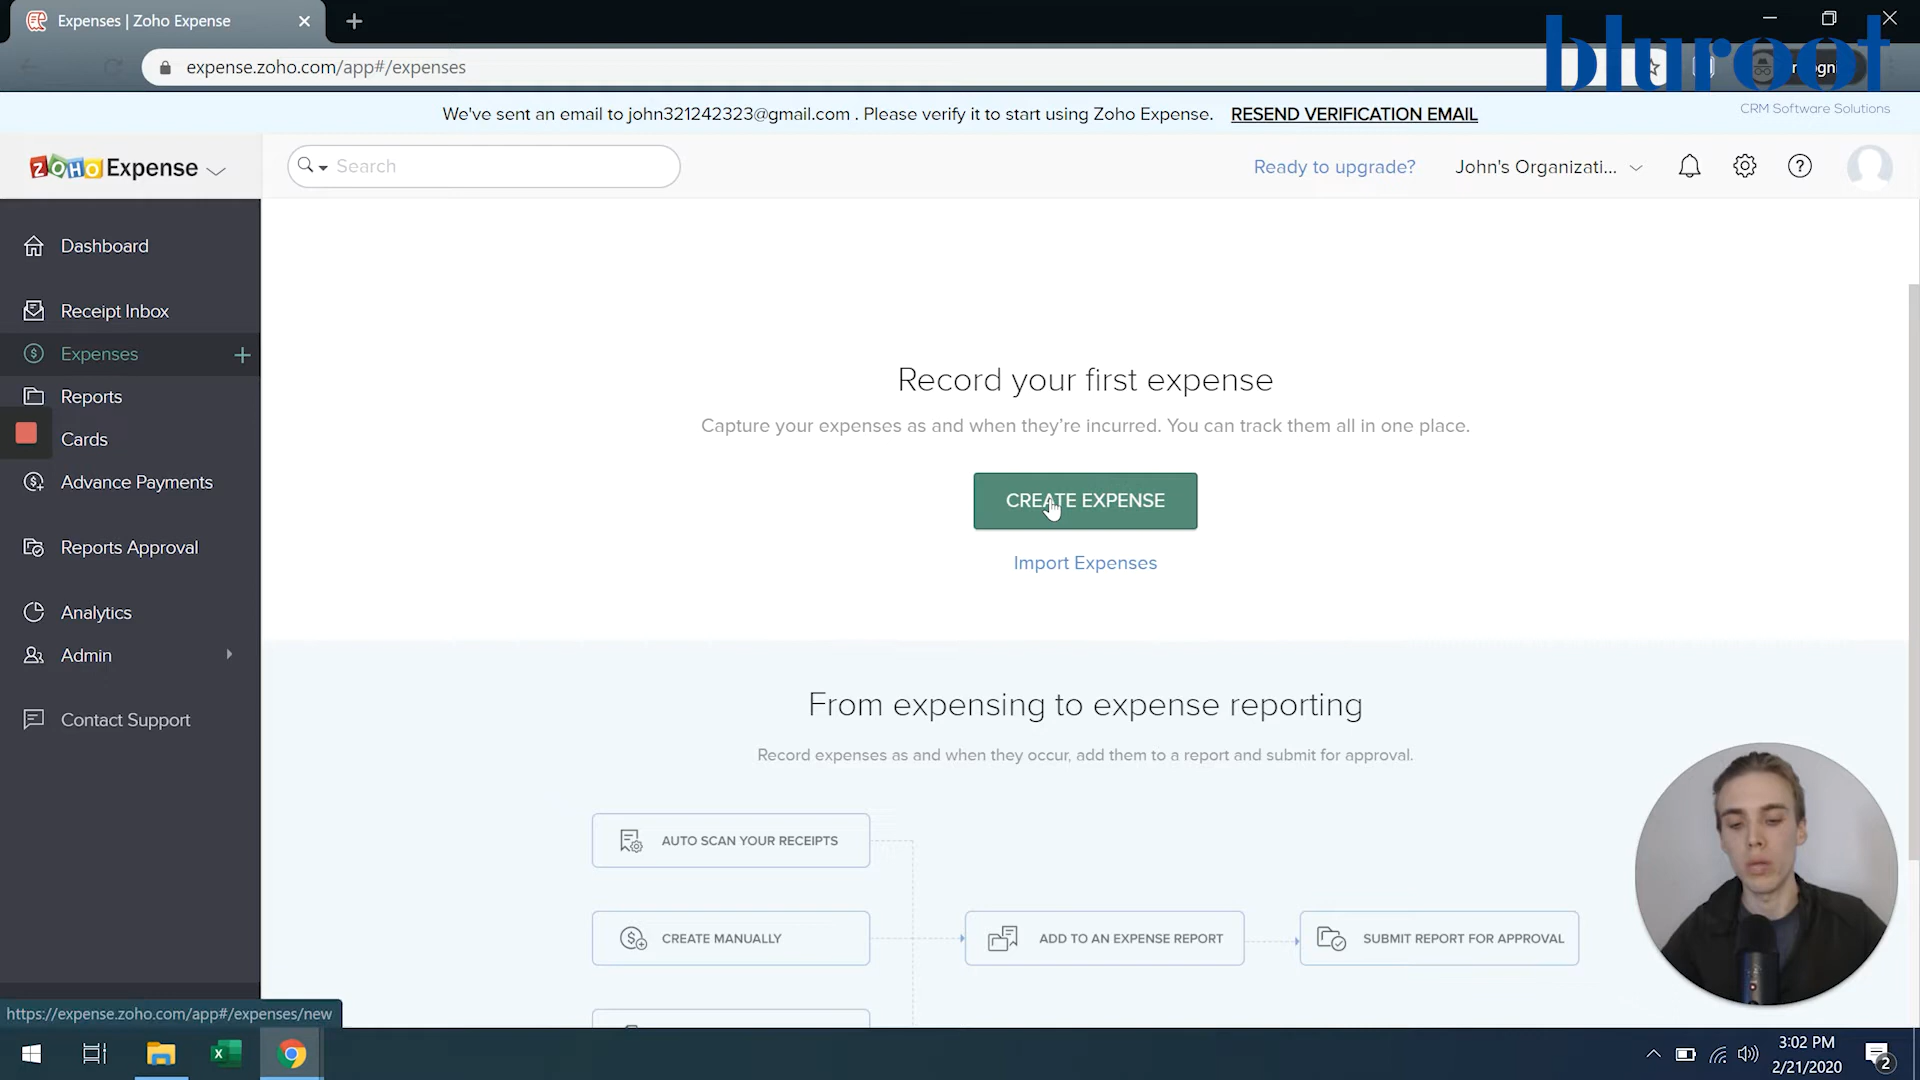 Expenses | Zoho Expense
expense.zoho.com/app#/expenses
bluroot
CRM Software Solutions
We've sent an email to john321242323@gmail.com . Please verify it to start using Zoho Expense. RESEND VERIFICATION EMAIL
ZOHO Expense
Search
Ready to upgrade?
John's Organizati...
Dashboard
Receipt Inbox
Expenses
Reports
Cards
Advance Payments
Reports Approval
Analytics
Admin
Contact Support
Record your first expense
Capture your expenses as and when they're incurred. You can track them all in one place.
CREATE EXPENSE
Import Expenses
From expensing to expense reporting
Record expenses as and when they occur, add them to a report and submit for approval.
AUTO SCAN YOUR RECEIPTS
CREATE MANUALLY
ADD TO AN EXPENSE REPORT
SUBMIT REPORT FOR APPROVAL
https://expense.zoho.com/app#/expenses/new
3:02 PM
2/21/2020
2